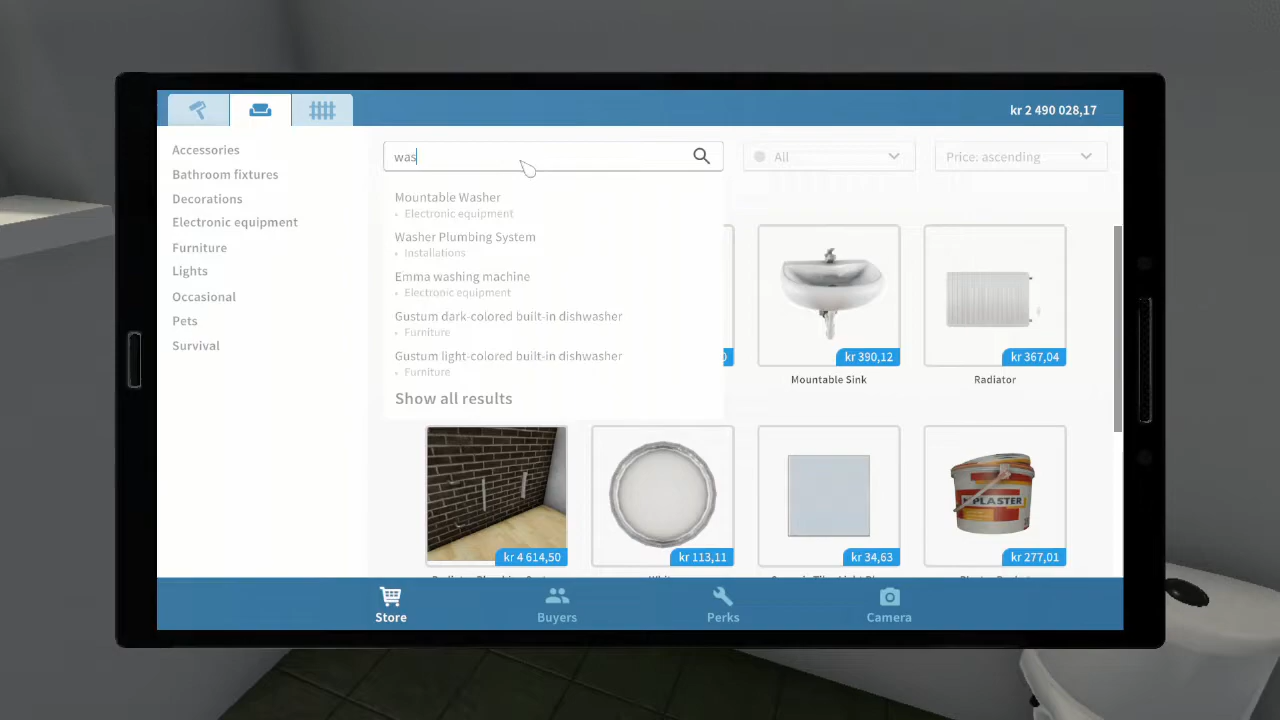 kr 2 490 028,17
Accessories
Bathroom fixtures
Decorations
Electronic equipment
Furniture
Lights
Occasional
Pets
Survival
was
All
Price: ascending
Mountable Washer
Electronic equipment
Washer Plumbing System
Installations
Emma washing machine
Electronic equipment
Gustum dark-colored built-in dishwasher
Furniture
Gustum light-colored built-in dishwasher
Furniture
Show all results
kr 390,12
kr 367,04
Mountable Sink
Radiator
PLASTER
kr 4 614,50
kr 113,11
kr 34,63
kr 277,01
Store
Buyers
Perks
Camera